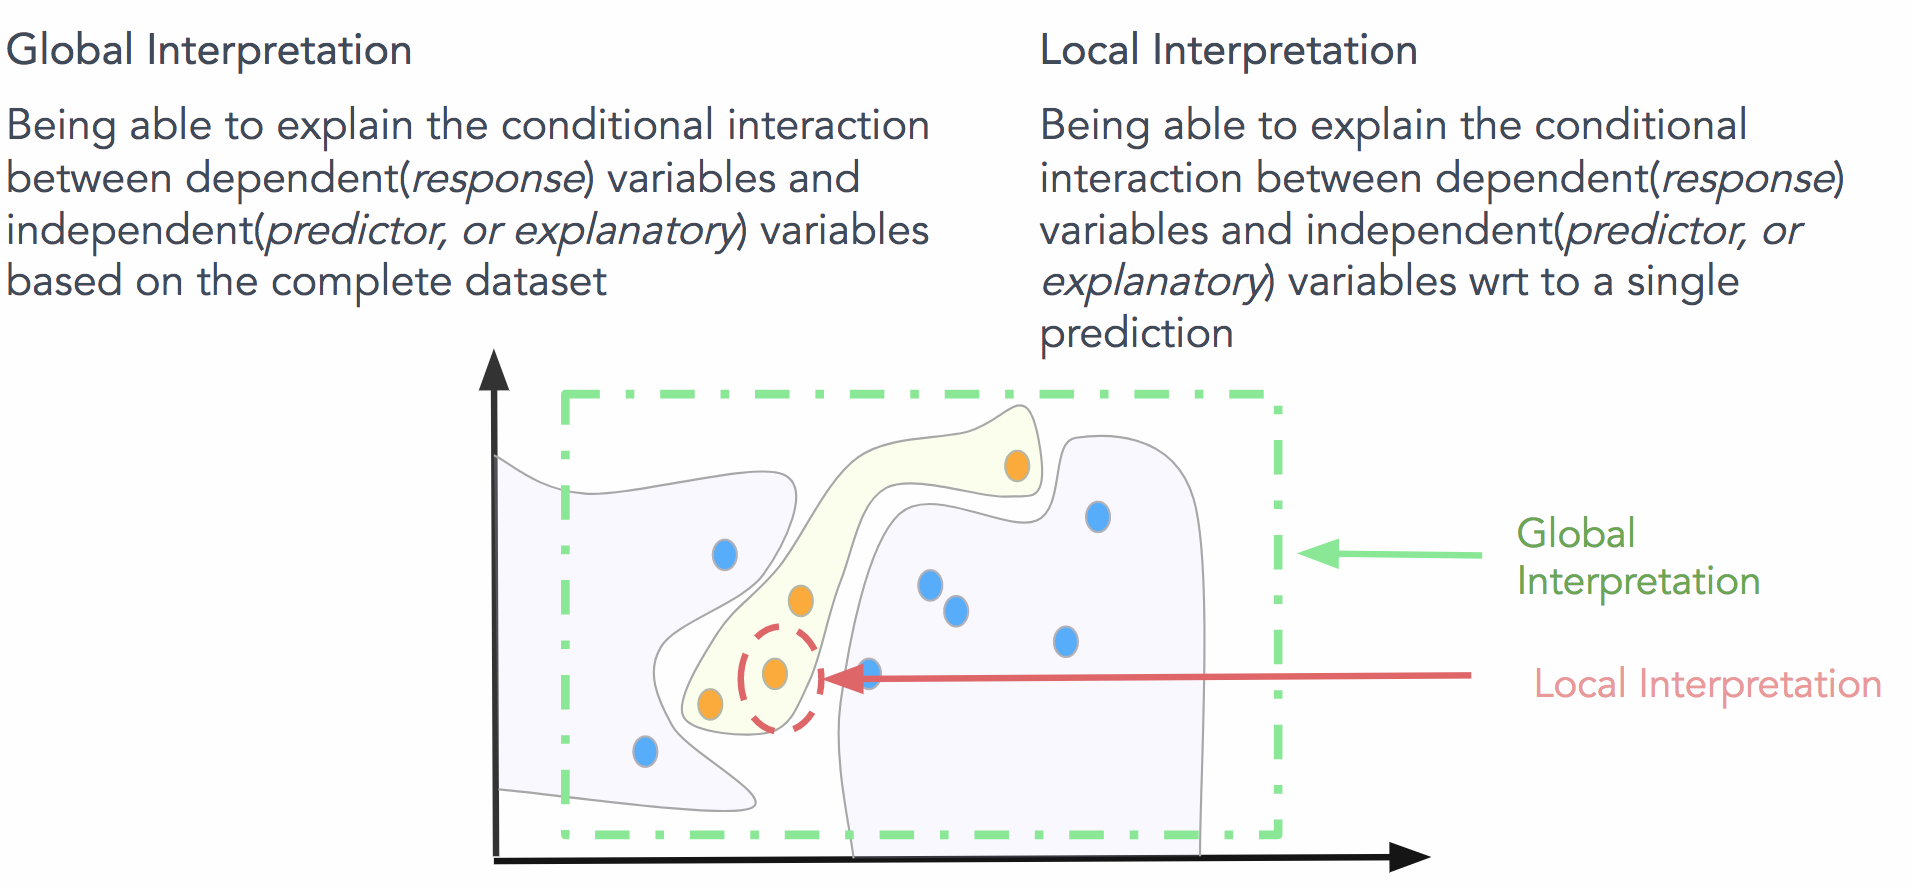 Global Interpretation
Being able to explain the conditional interaction
between dependent(response) variables and
independent(predictor, or explanatory) variables
based on the complete dataset
Local Interpretation
Being able to explain the conditional
interaction between dependent(response)
variables and independent(predictor, or
explanatory) variables wrt to a single
prediction
Global
Interpretation
Local Interpretation